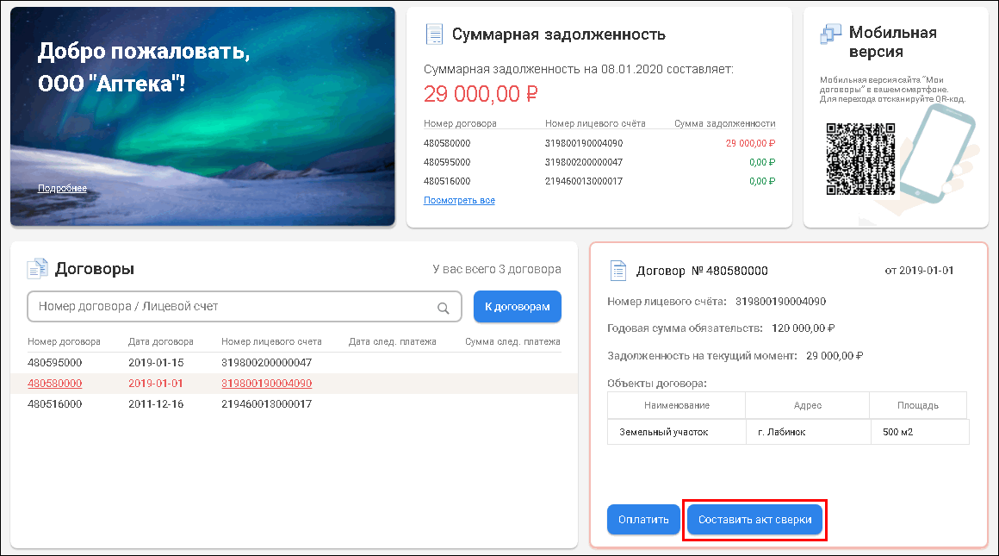 Добро пожаловать,
ООО "Аптека"!
Подробнее
Суммарная задолженность
Суммарная задолженность на 08.01.2020 составляет:
29 000,00 ₽
Номер договора Номер лицевого счёта Сумма задолженности
480580000 319800190004090 29 000,00 ₽
480595000 319800200000047 0,00 ₽
480516000 219460013000017 0,00 ₽
Посмотреть все
Мобильная
версия
Мобильная версия сайта "Мои
договоры" в вашем смартфоне.
Для перехода отсканируйте QR-код.
Договоры У вас всего 3 договора
Номер договора / Лицевой счет К договорам
Номер договора Дата договора Номер лицевого счета Дата след. платежа Сумма след. платежа
480595000 2019-01-15 319800200000047
480580000 2019-01-01 319800190004090
480516000 2011-12-16 219460013000017
Договор № 480580000 от 2019-01-01
Номер лицевого счёта: 319800190004090
Годовая сумма обязательств: 120 000,00 ₽
Задолженность на текущий момент: 29 000,00 ₽
Объекты договора:
Наименование Адрес Площадь
Земельный участок г. Лабинск 500 м2
Оплатить Составить акт сверки